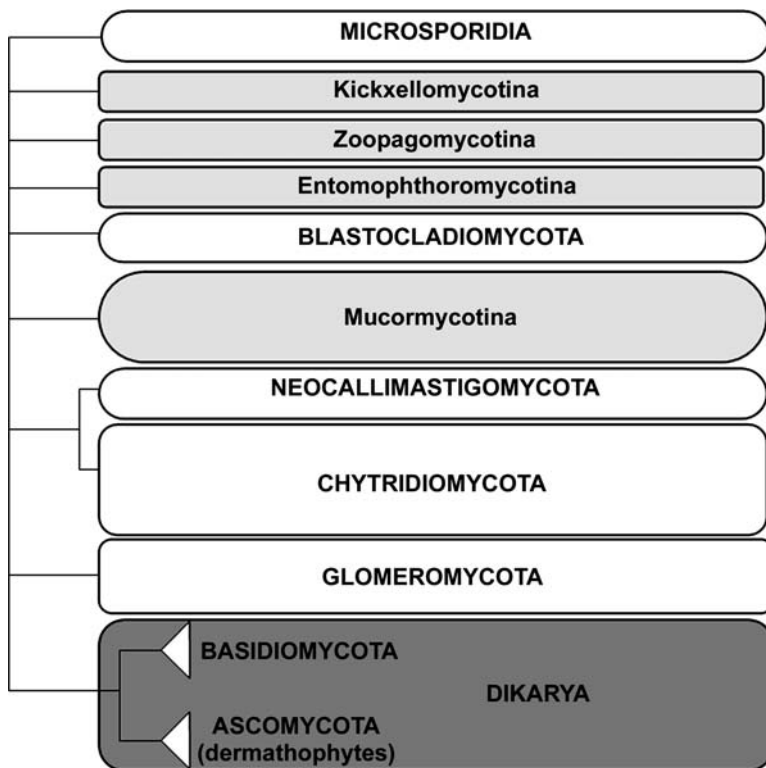 MICROSPORIDIA
Kickxellomycotina
Zoopagomycotina
Entomophthoromycotina
BLASTOCLADIOMYCOTA
Mucormycotina
NEOCALLIMASTIGOMYCOTA
CHYTRIDIOMYCOTA
GLOMEROMYCOTA
BASIDIOMYCOTA
DIKARYA
ASCOMYCOTA
(dermathophytes)